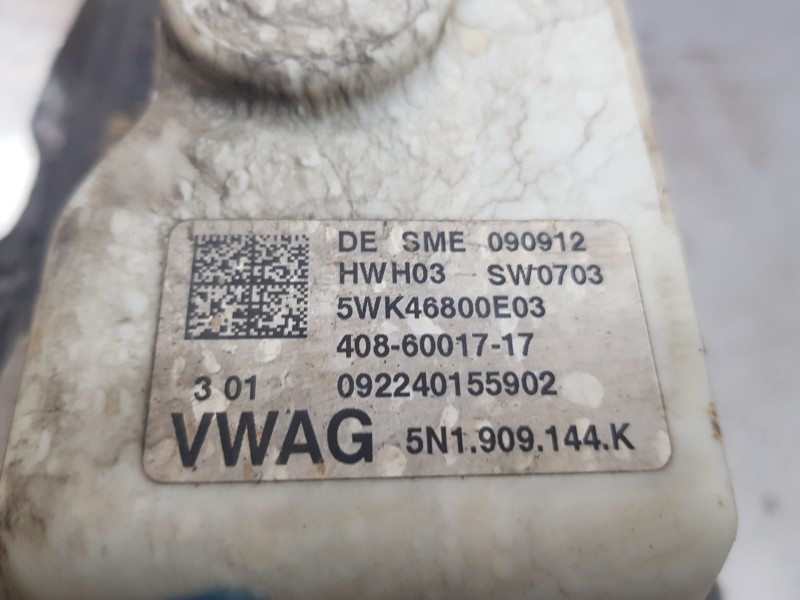 DE SME 090912
HWH03 SW0703
5WK46800E03
408-60017-17
3 01 092240155902
VWAG 5N1.909.144.K